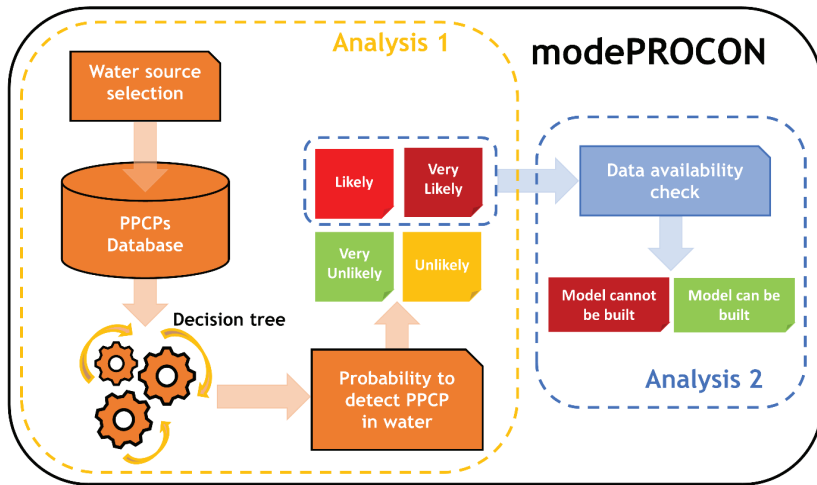 Analysis 1
modePROCON
Water source
selection
PPCPs
Database
Decision tree
Probability to
detect PPCP
in water
Likely
Very
Likely
Very
Unlikely
Unlikely
Data availability
check
Model cannot
be built
Model can be
built
Analysis 2